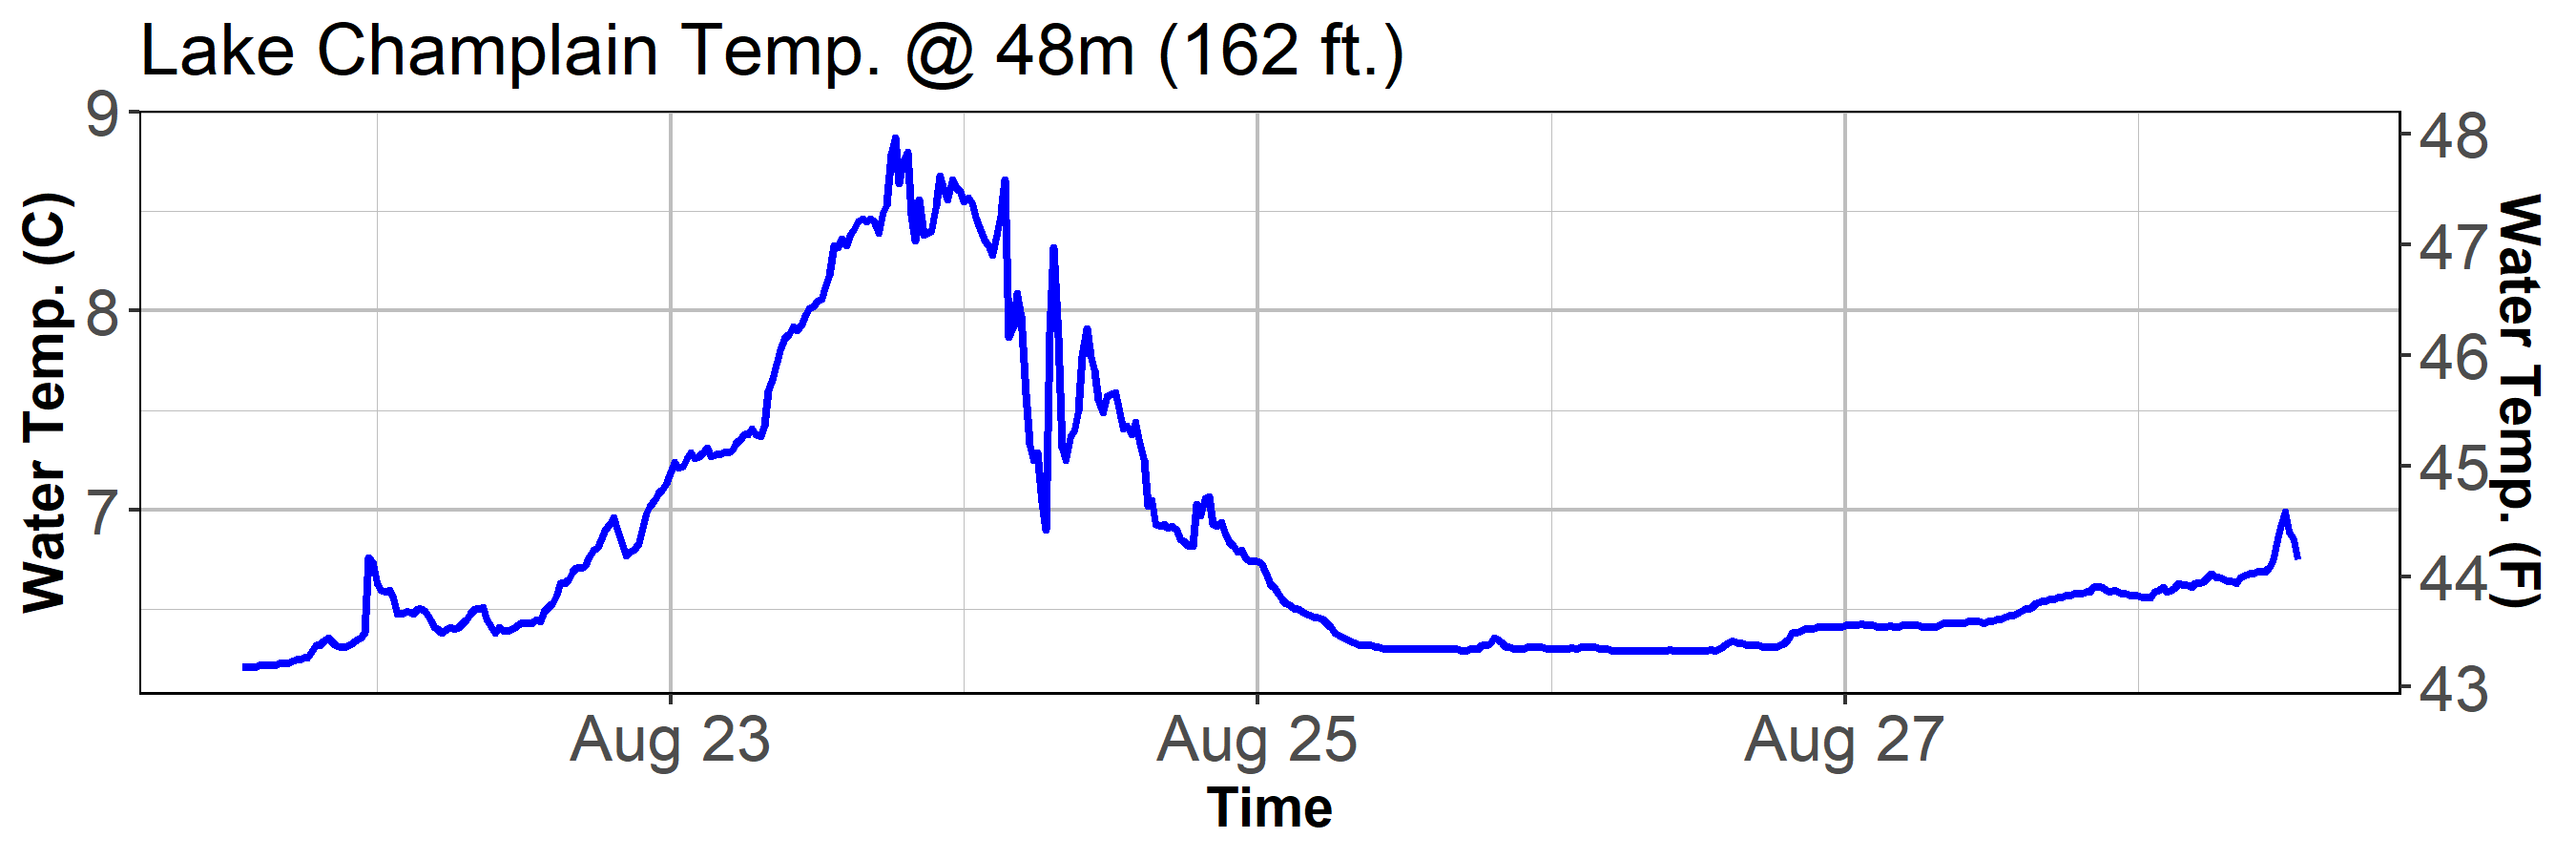 Lake Champlain Temp. @ 48m (162 ft.)
Water Temp. (C)
9
8
7
48
47
46
45
44
43
Water Temp. (F)
Aug 23
Aug 25
Aug 27
Time